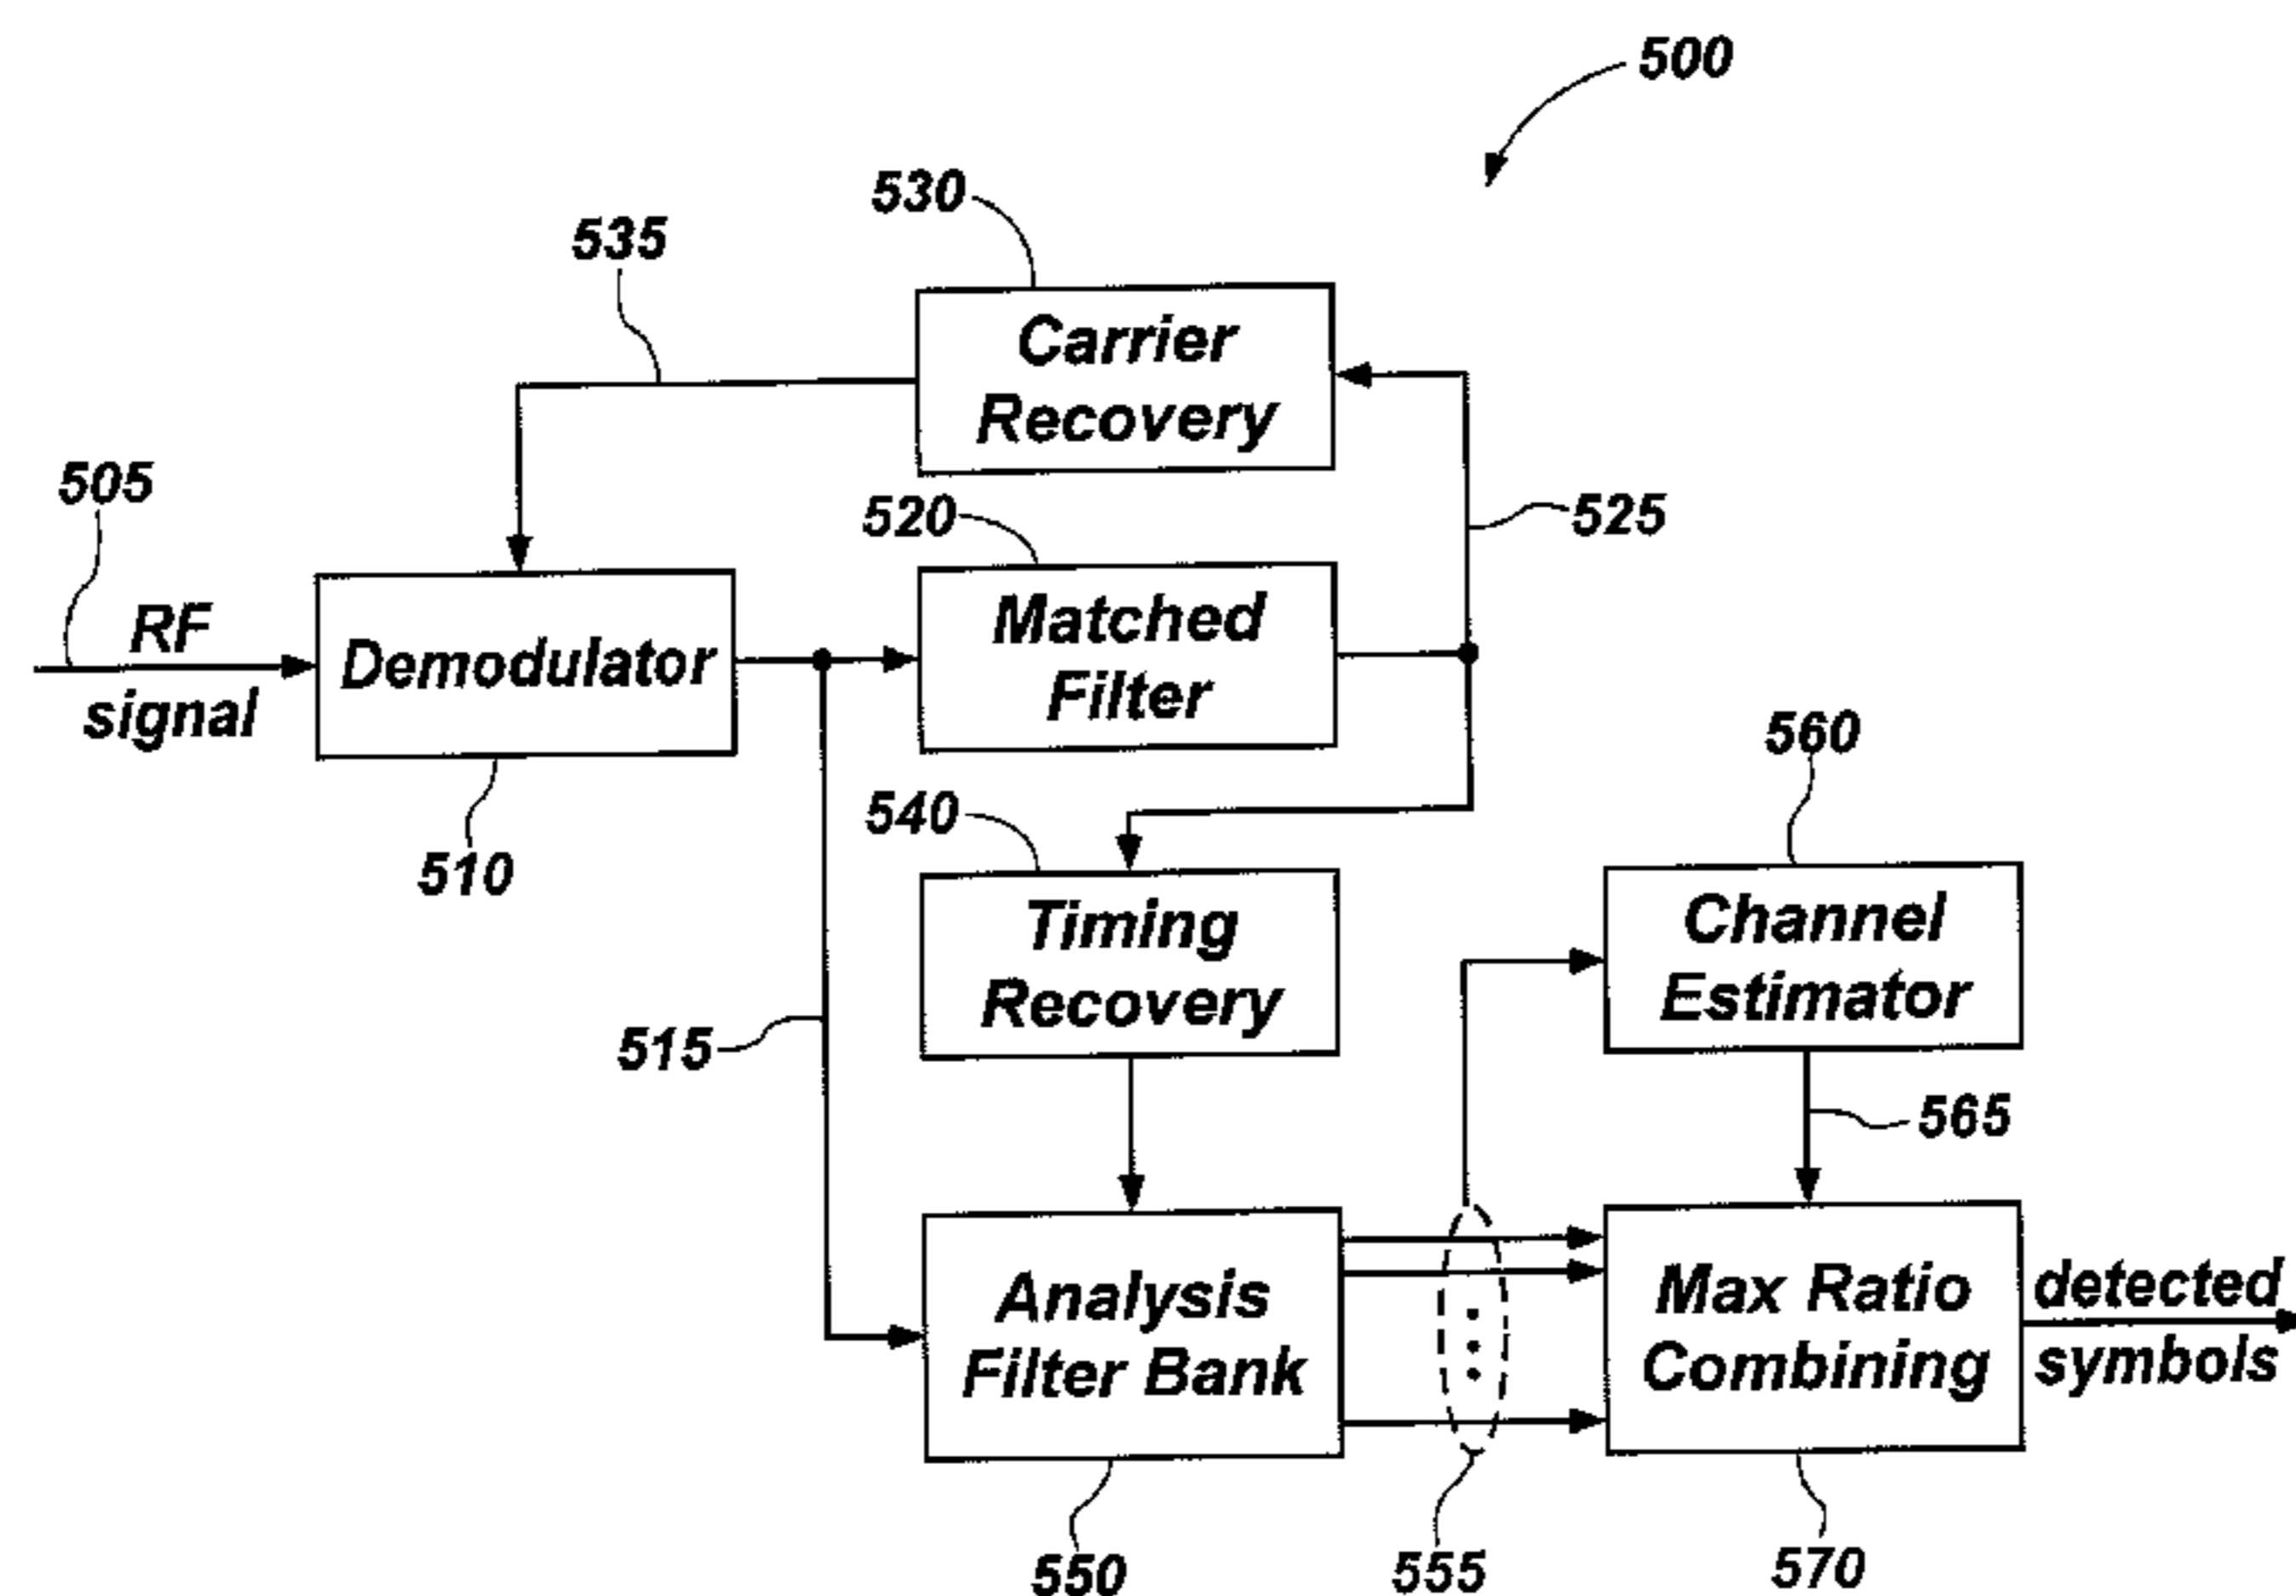 500
530
535
Carrier
Recovery
505
520
525
RF
signal
Demodulator
Matched
Filter
510
540
560
Timing
Recovery
Channel
Estimator
515
565
Analysis
Filter Bank
Max Ratio
Combining
detected
symbols
550
555
570